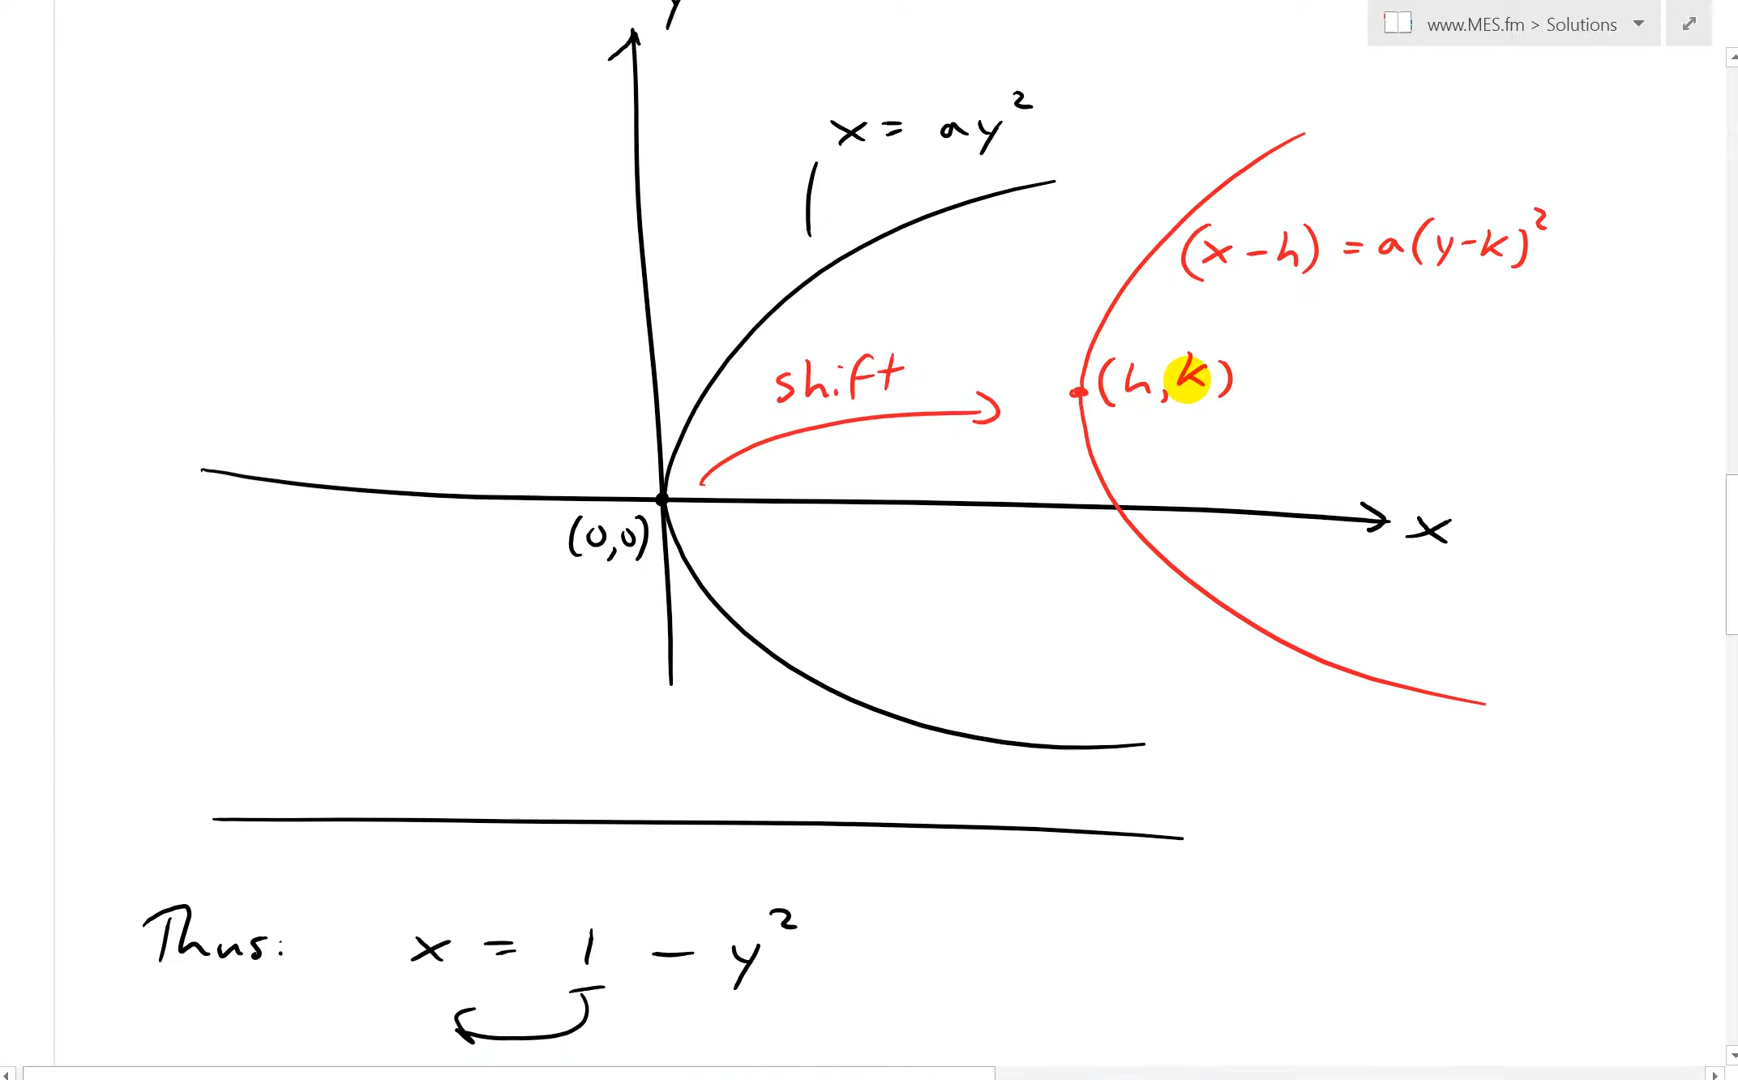 www.MES.fm > Solutions
y
x = ay²
(x-h) = a(y-k)²
shift
(h,k)
(0,0)
x
Thus: x = 1 - y²